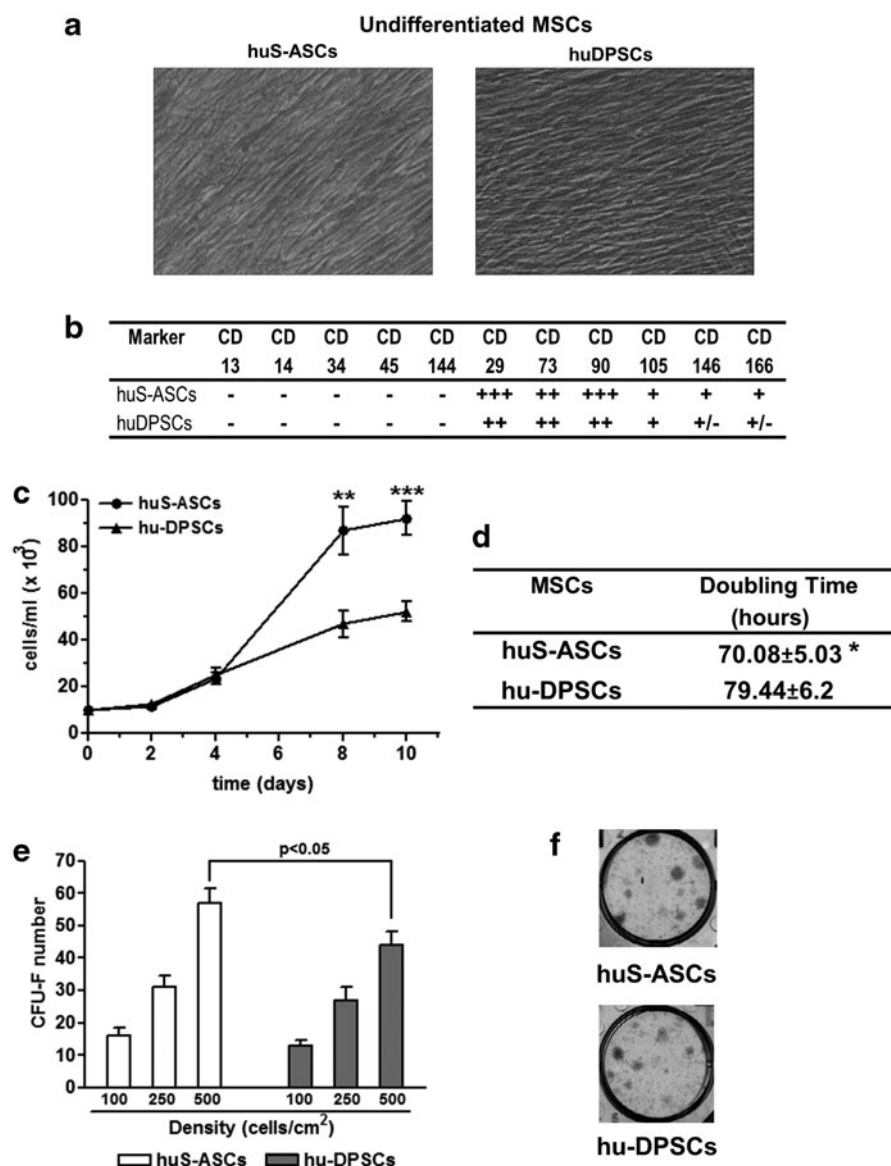 a
Undifferentiated MSCs
huS-ASCs
huDPSCs
b
Marker CD CD CD CD CD CD CD CD CD CD CD
13 14 34 45 144 29 73 90 105 146 166
huS-ASCs - - - - - +++ ++ +++ + + +
huDPSCs - - - - - ++ ++ ++ + +/- +/-
c
100
80
60
40
20
0
cells/ml (x 10³)
huS-ASCs
hu-DPSCs
** ***
0 2 4 6 8 10
time (days)
d
MSCs Doubling Time
(hours)
huS-ASCs 70.08±5.03 *
hu-DPSCs 79.44±6.2
e
70
60
50
40
30
20
10
0
CFU-F number
p<0.05
100 250 500 100 250 500
Density (cells/cm²)
huS-ASCs hu-DPSCs
f
huS-ASCs
hu-DPSCs